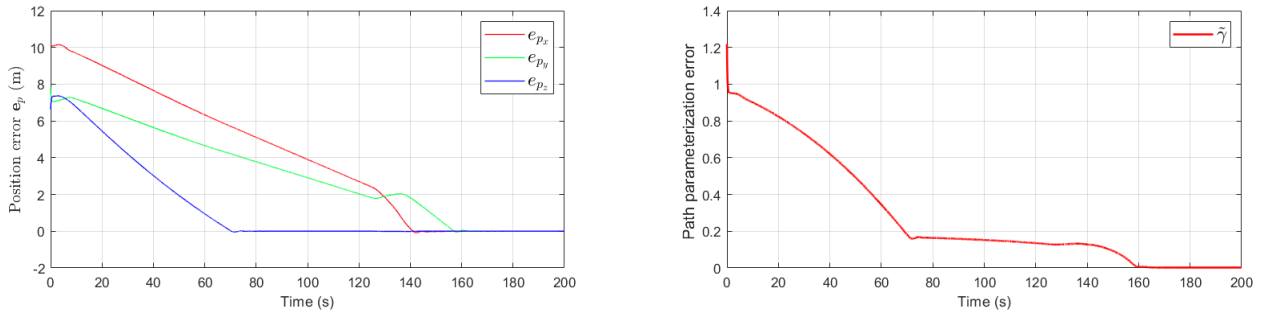 Position error e_p (m)
12
10
8
6
4
2
0
-2
0 20 40 60 80 100 120 140 160 180 200
Time (s)
e_{p_x}
e_{p_y}
e_{p_z}
Path parameterization error
1.4
1.2
1
0.8
0.6
0.4
0.2
0
0 20 40 60 80 100 120 140 160 180 200
Time (s)
γ̃